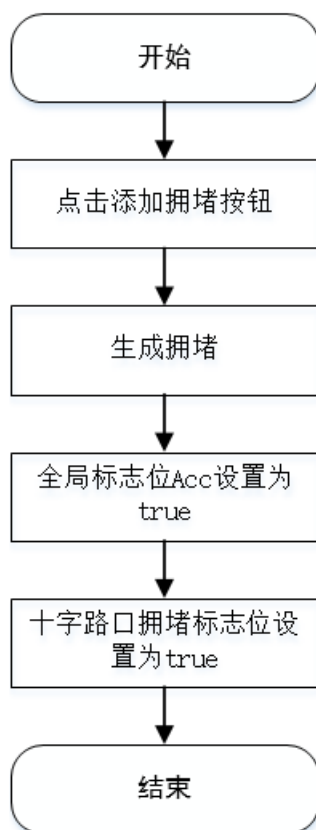 开始
点击添加拥堵按钮
生成拥堵
全局标志位Acc设置为
true
十字路口拥堵标志位设
置为true
结束